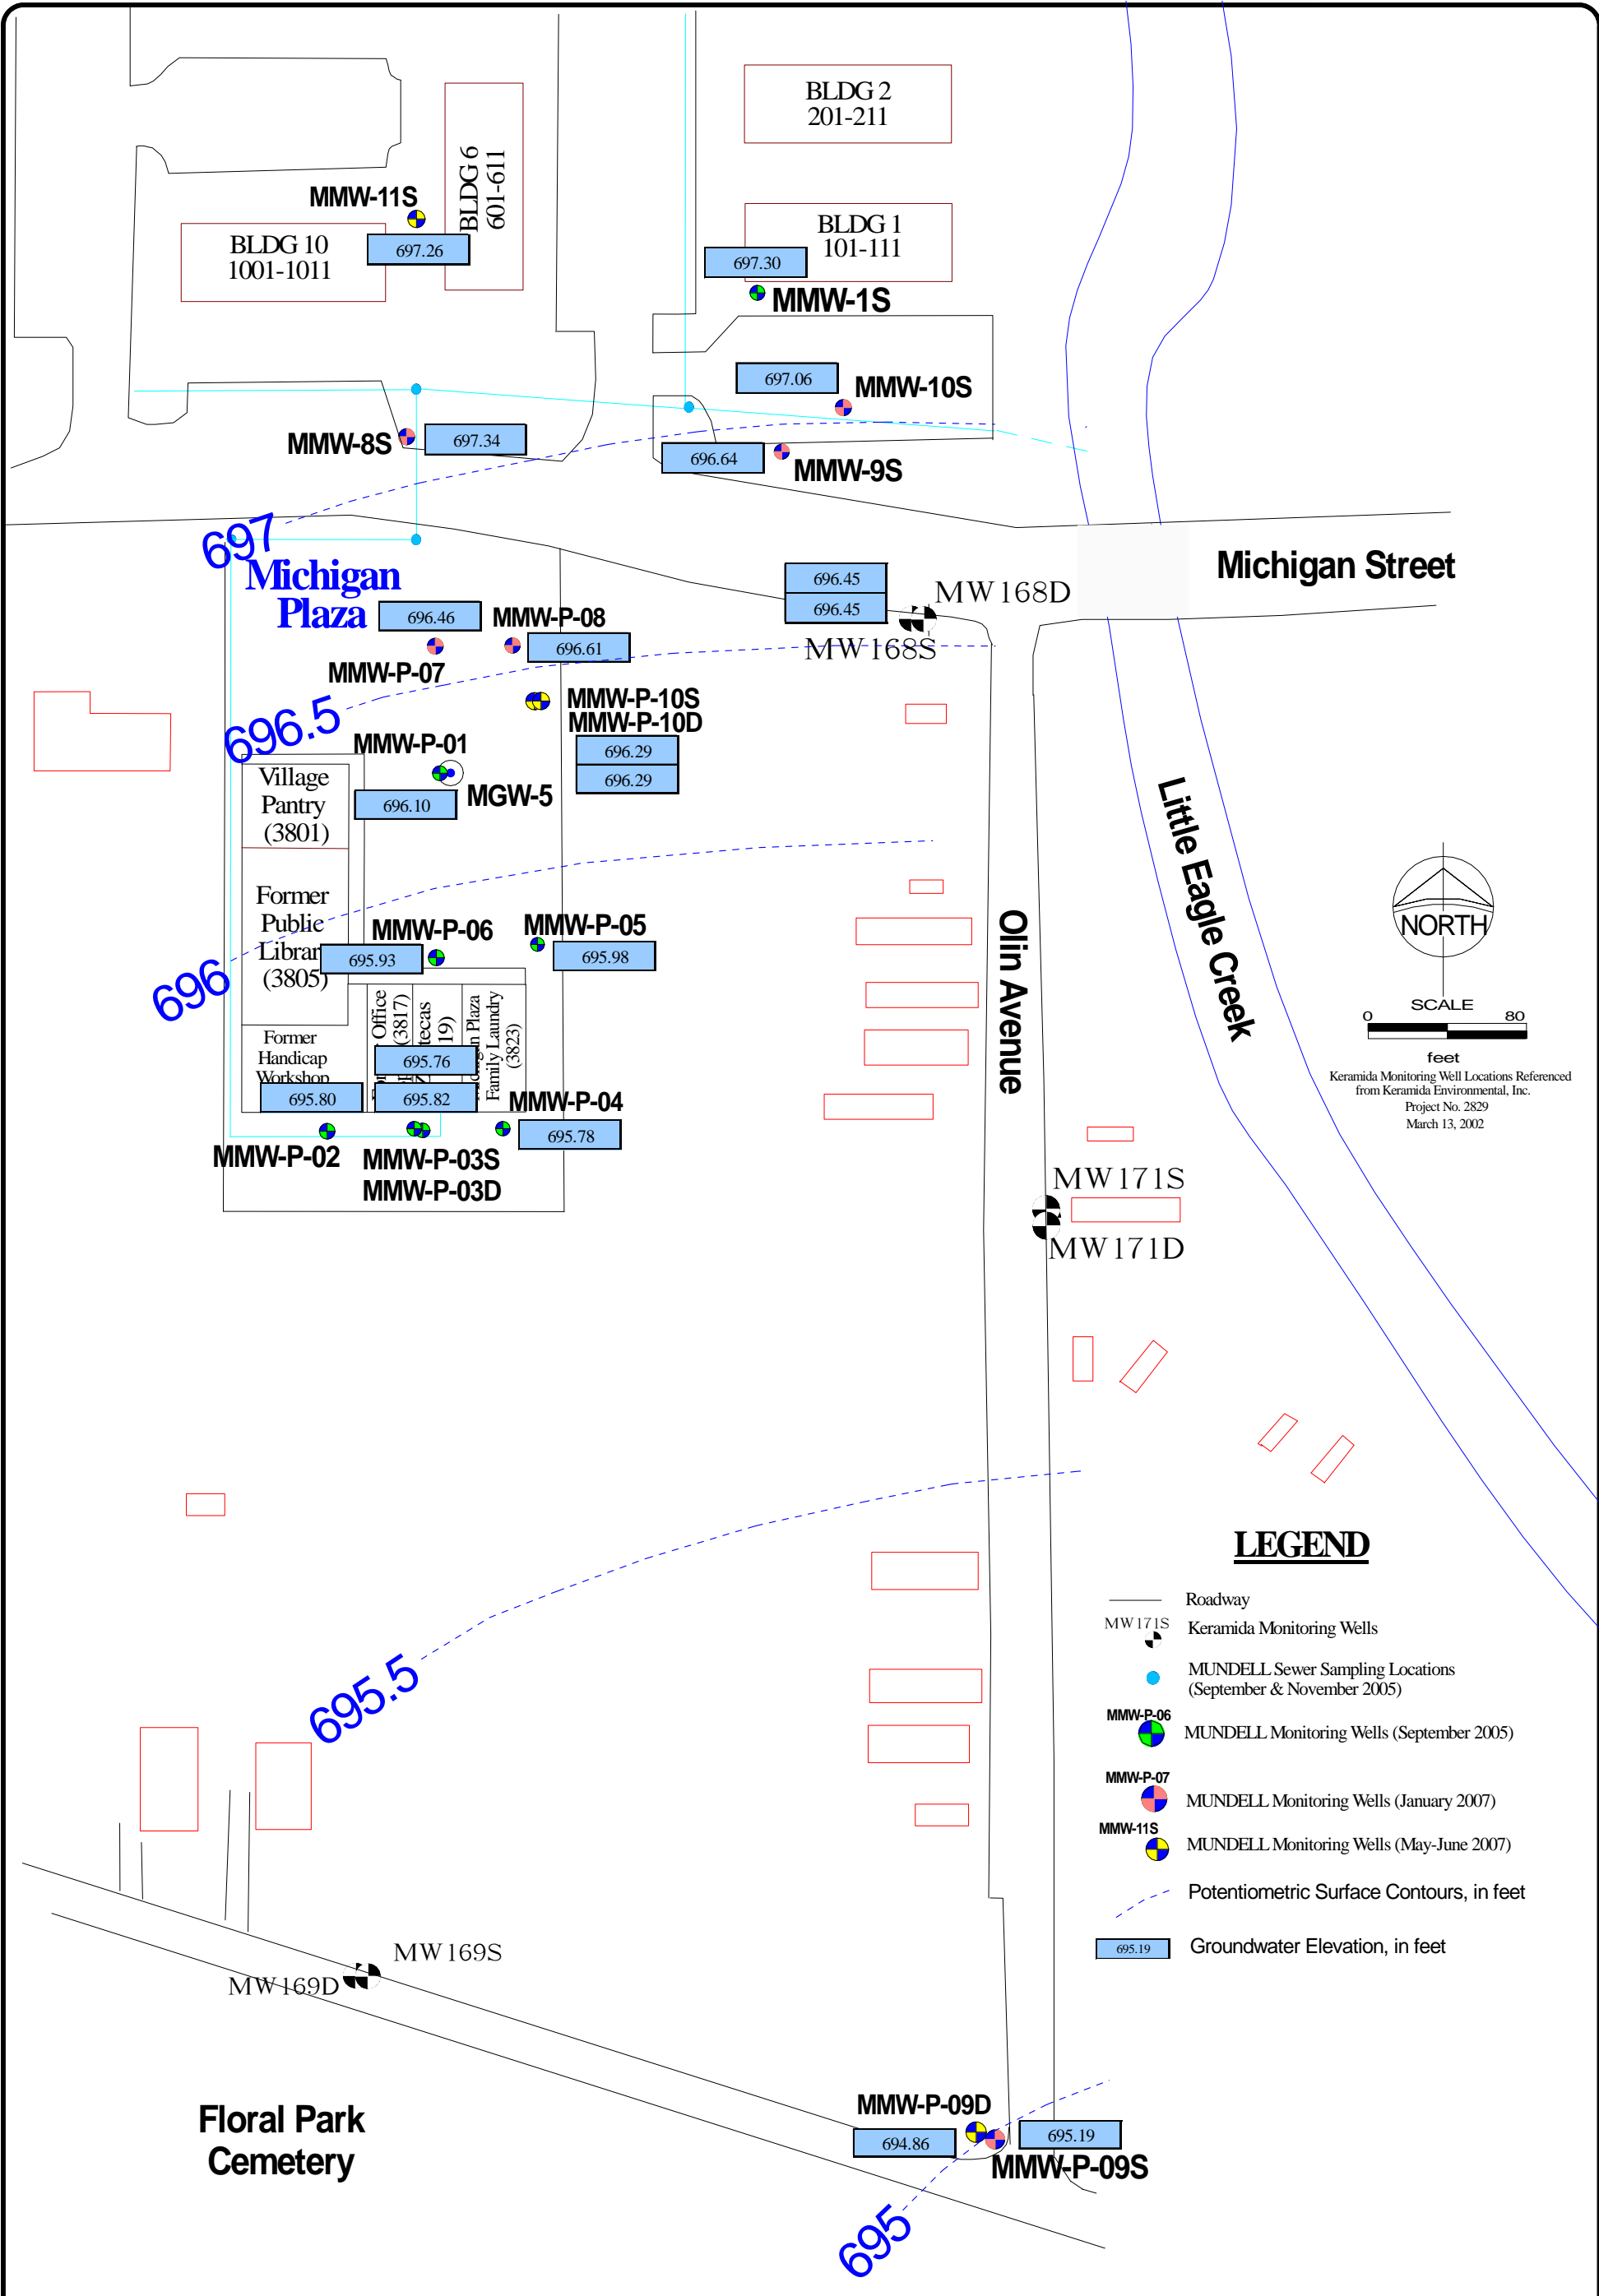 BLDG 2
201-211
BLDG 6
601-611
MMW-11S
BLDG 10
1001-1011
697.26
BLDG 1
101-111
697.30
MMW-1S
697.06
MMW-10S
MMW-8S
697.34
696.64
MMW-9S
697
Michigan
Plaza
Michigan Street
696.45
696.45
MW168D
MW168S
696.46
MMW-P-08
696.61
MMW-P-07
696.5
MMW-P-10S
MMW-P-10D
696.29
696.29
MMW-P-01
MGW-5
696.10
Village
Pantry
(3801)
Little Eagle Creek
Former
Public
Librar
(3805)
MMW-P-06
695.93
MMW-P-05
695.98
696
Olin Avenue
NORTH
SCALE
0 80
feet
Keramida Monitoring Well Locations Referenced
from Keramida Environmental, Inc.
Project No. 2829
March 13, 2002
Former
Handicap
Workshop
Office
(3817)
tecas
19)
Plaza
Family Laundry
(3823)
695.76
695.80
695.82
MMW-P-04
695.78
MMW-P-02
MMW-P-03S
MMW-P-03D
MW171S
MW171D
695.5
LEGEND
Roadway
MW171S
Keramida Monitoring Wells
MUNDELL Sewer Sampling Locations
(September & November 2005)
MMW-P-06
MUNDELL Monitoring Wells (September 2005)
MMW-P-07
MUNDELL Monitoring Wells (January 2007)
MMW-11S
MUNDELL Monitoring Wells (May-June 2007)
Potentiometric Surface Contours, in feet
695.19
Groundwater Elevation, in feet
MW169S
MW169D
Floral Park
Cemetery
MMW-P-09D
694.86
695.19
MMW-P-09S
695